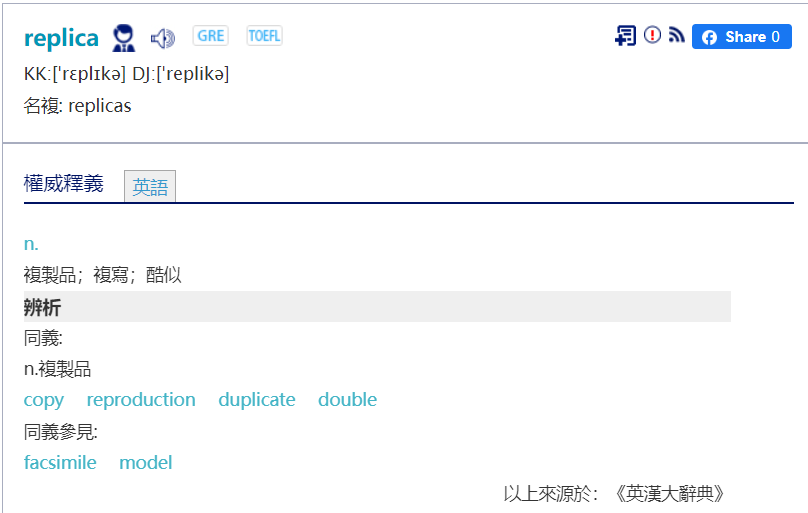 replica GRE TOEFL Share 0
KK:[ˈrɛplɪkə] DJ:[ˈreplikə]
名複: replicas
權威釋義 英語
n.
複製品；複寫；酷似
辨析
同義:
n.複製品
copy reproduction duplicate double
同義參見:
facsimile model
以上來源於：《英漢大辭典》